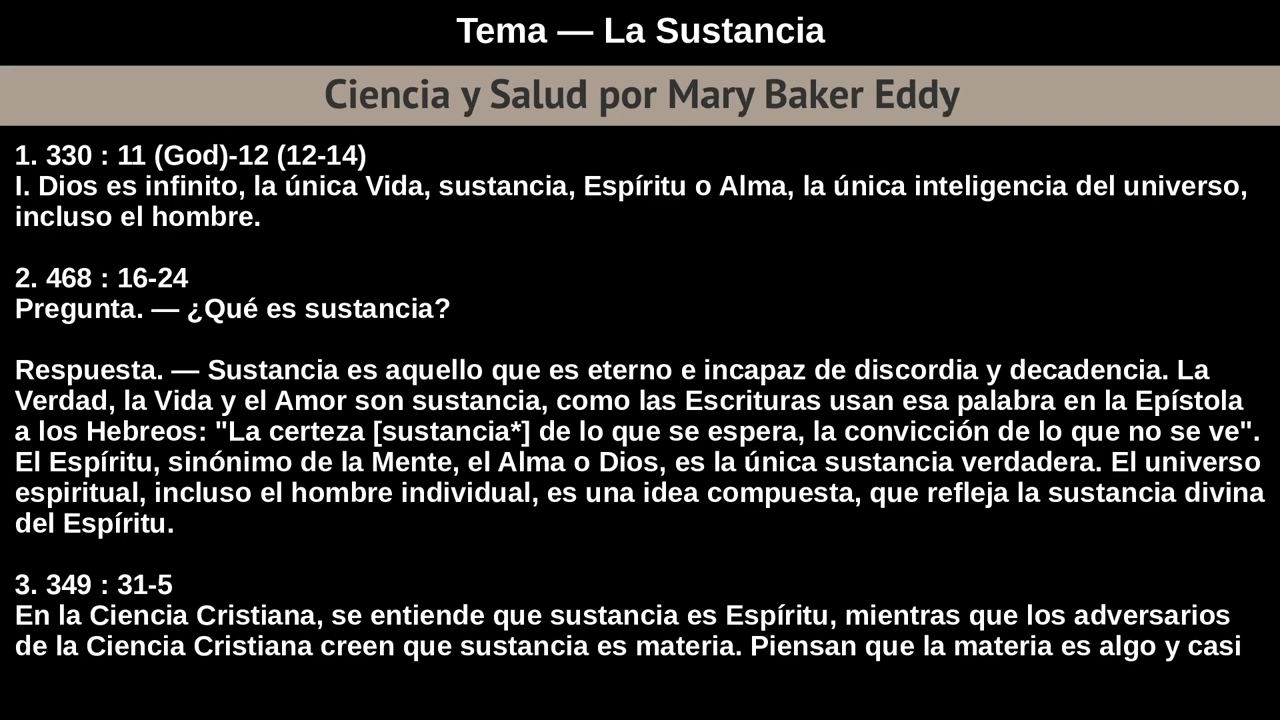 Tema — La Sustancia
Ciencia y Salud por Mary Baker Eddy
1. 330 : 11 (God)-12 (12-14)
I. Dios es infinito, la única Vida, sustancia, Espíritu o Alma, la única inteligencia del universo,
incluso el hombre.
2. 468 : 16-24
Pregunta. — ¿Qué es sustancia?
Respuesta. — Sustancia es aquello que es eterno e incapaz de discordia y decadencia. La
Verdad, la Vida y el Amor son sustancia, como las Escrituras usan esa palabra en la Epístola
a los Hebreos: "La certeza [sustancia*] de lo que se espera, la convicción de lo que no se ve".
El Espíritu, sinónimo de la Mente, el Alma o Dios, es la única sustancia verdadera. El universo
espiritual, incluso el hombre individual, es una idea compuesta, que refleja la sustancia divina
del Espíritu.
3. 349 : 31-5
En la Ciencia Cristiana, se entiende que sustancia es Espíritu, mientras que los adversarios
de la Ciencia Cristiana creen que sustancia es materia. Piensan que la materia es algo y casi